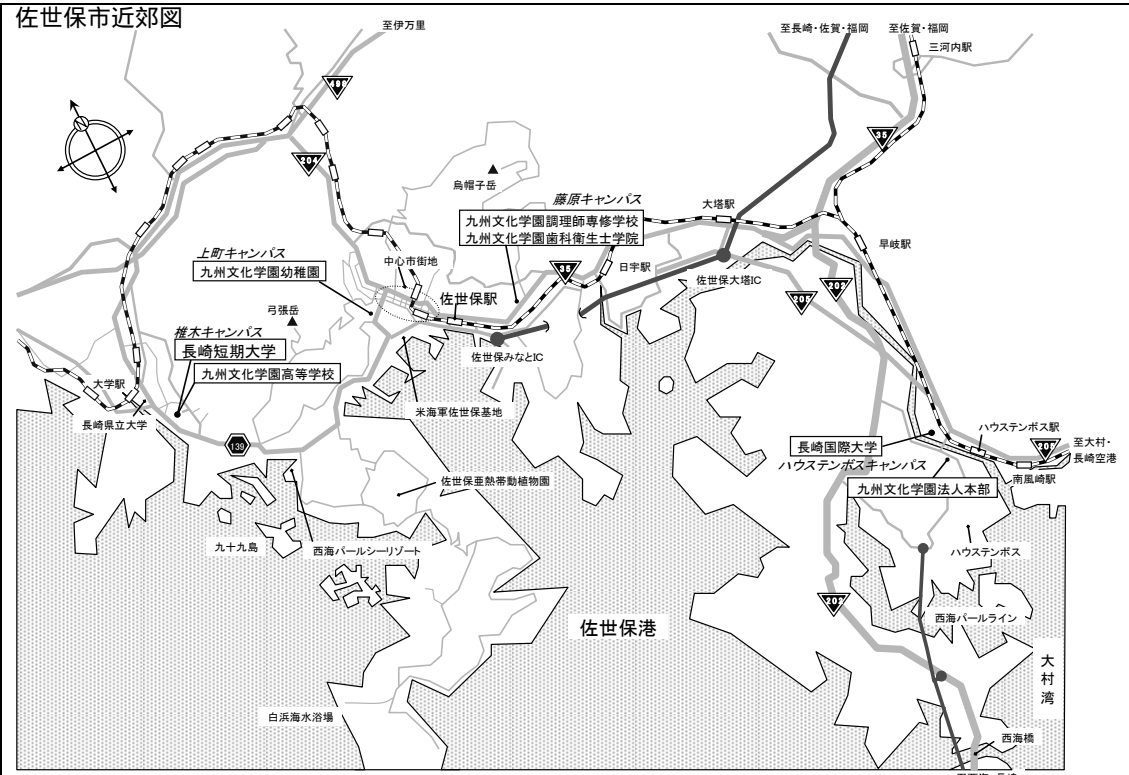 佐世保市近郊図
至伊万里
至長崎・佐賀・福岡
至佐賀・福岡
三河内駅
N
498
35
204
烏帽子岳
藤原キャンパス
九州文化学園調理師専修学校
九州文化学園歯科衛生士学院
大塔駅
早岐駅
上町キャンパス
九州文化学園幼稚園
中心市街地
35
日宇駅
佐世保大塔IC
202
205
佐世保駅
弓張岳
佐世保みなとIC
椎木キャンパス
長崎短期大学
九州文化学園高等学校
大学駅
長崎県立大学
米海軍佐世保基地
139
長崎国際大学
ハウステンボスキャンパス
九州文化学園法人本部
ハウステンボス駅
至大村・
長崎空港
南風崎駅
佐世保亜熱帯動植物園
九十九島
西海パールシーリゾート
ハウステンボス
202
西海パールライン
佐世保港
大村湾
白浜海水浴場
西海橋